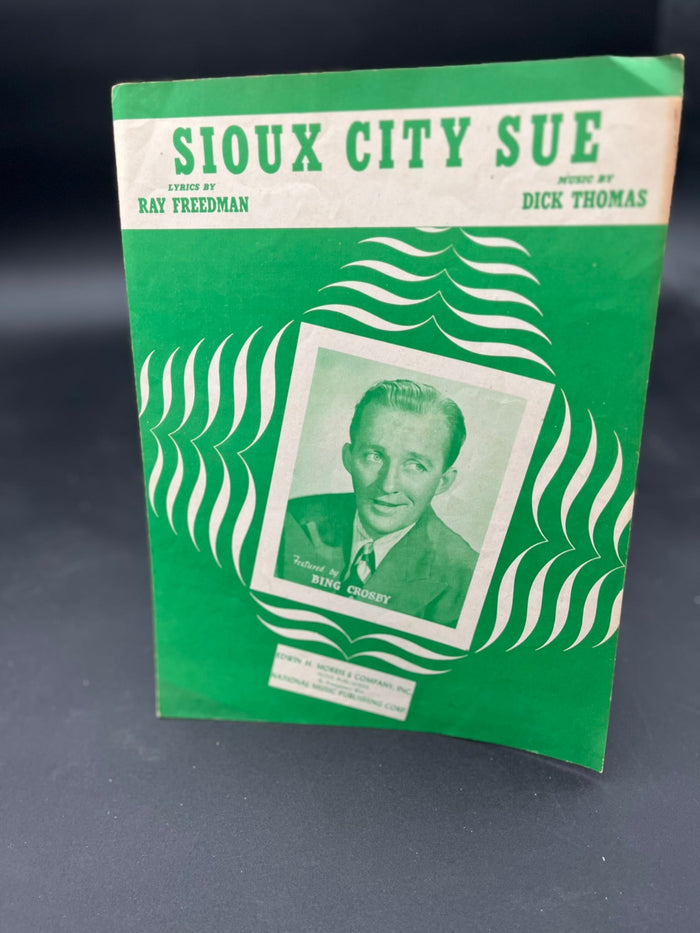 SIOUX CITY SUE
LYRICS BY
RAY FREEDMAN
MUSIC BY
DICK THOMAS
Featured by
BING CROSBY
EDWIN H. MORRIS & COMPANY, INC.
NATIONAL MUSIC PUBLISHING CORP.